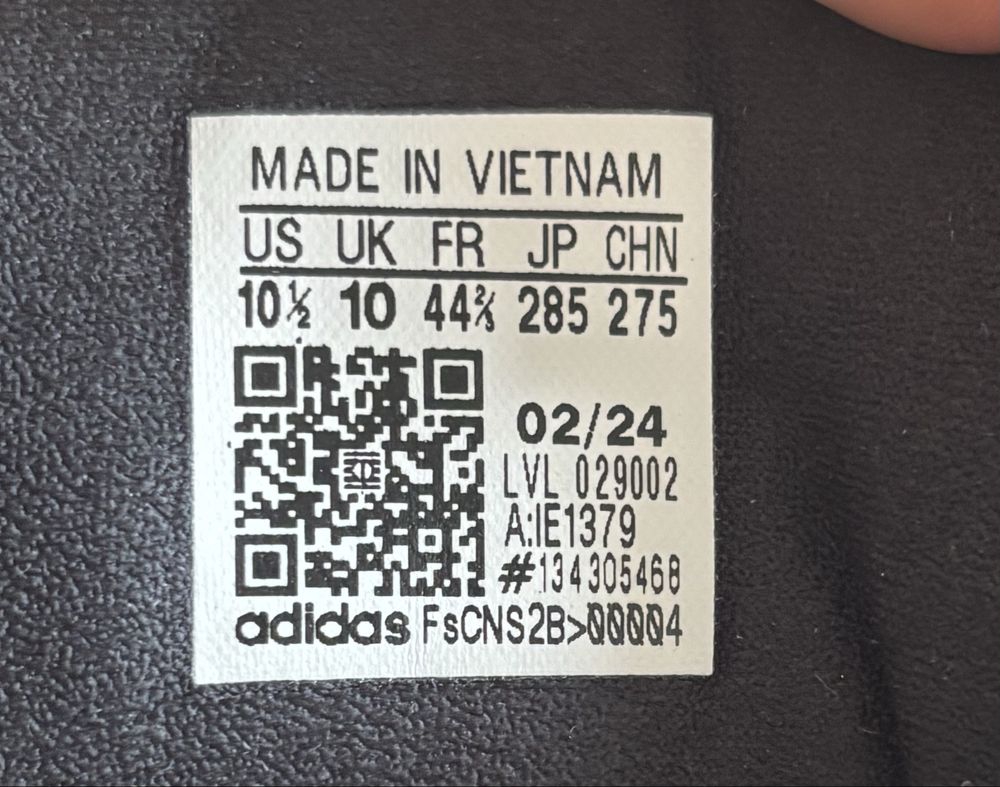 MADE IN VIETNAM
US UK FR JP CHN
10½ 10 44⅔ 285 275
02/24
LVL 029002
A:IE1379
#134305468
adidas FsCNS2B>00004